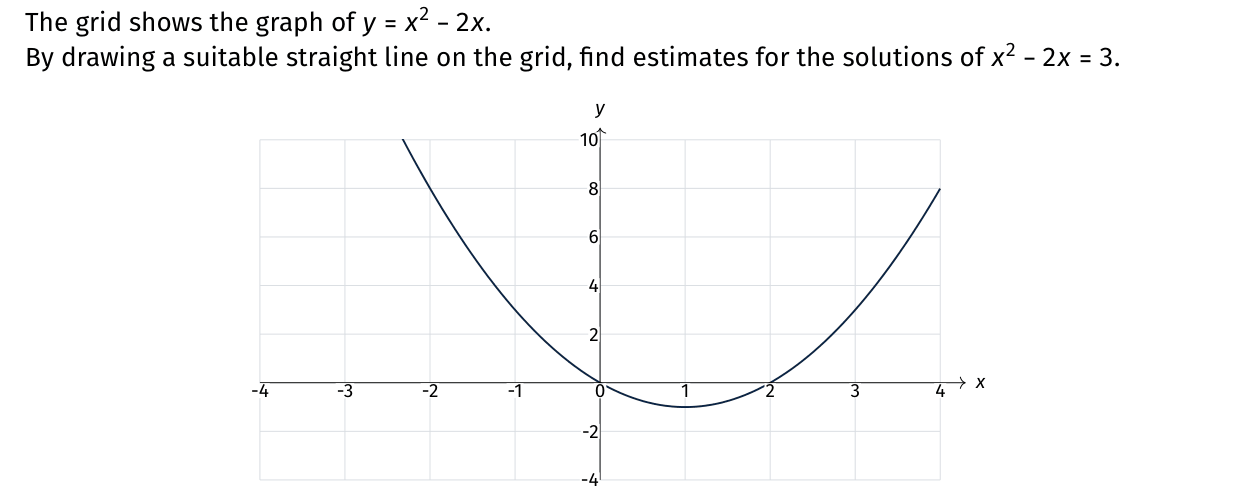 The grid shows the graph of y = x² – 2x.
By drawing a suitable straight line on the grid, find estimates for the solutions of x² – 2x = 3.
y
10
8
6
4
2
-4 -3 -2 -1 0 1 2 3 4 x
-2
-4